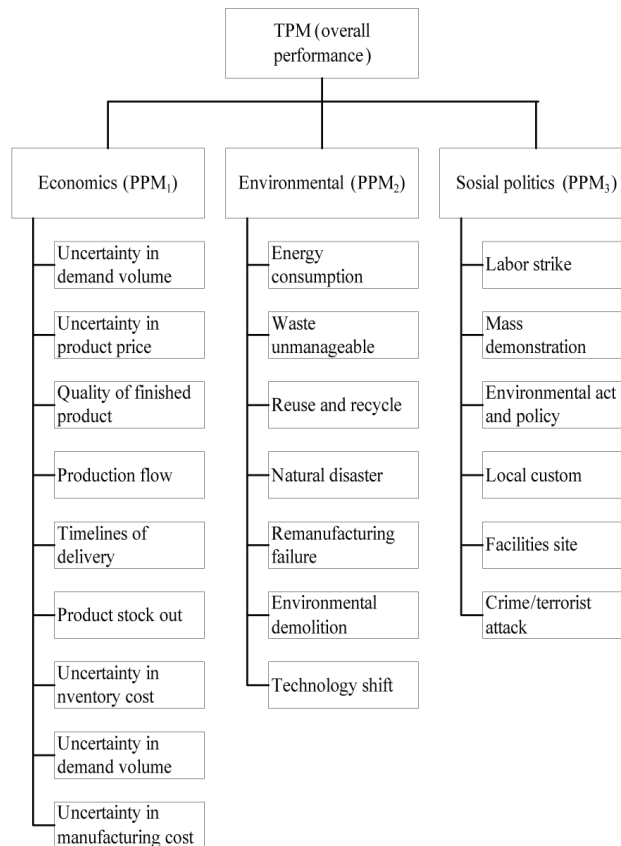 TPM (overall
performance)
Economics (PPM₁)
Environmental (PPM₂)
Sosial politics (PPM₃)
Uncertainty in
demand volume
Uncertainty in
product price
Quality of finished
product
Production flow
Timelines of
delivery
Product stock out
Uncertainty in
nventory cost
Uncertainty in
demand volume
Uncertainty in
manufacturing cost
Energy
consumption
Waste
unmanageable
Reuse and recycle
Natural disaster
Remanufacturing
failure
Environmental
demolition
Technology shift
Labor strike
Mass
demonstration
Environmental act
and policy
Local custom
Facilities site
Crime/terrorist
attack